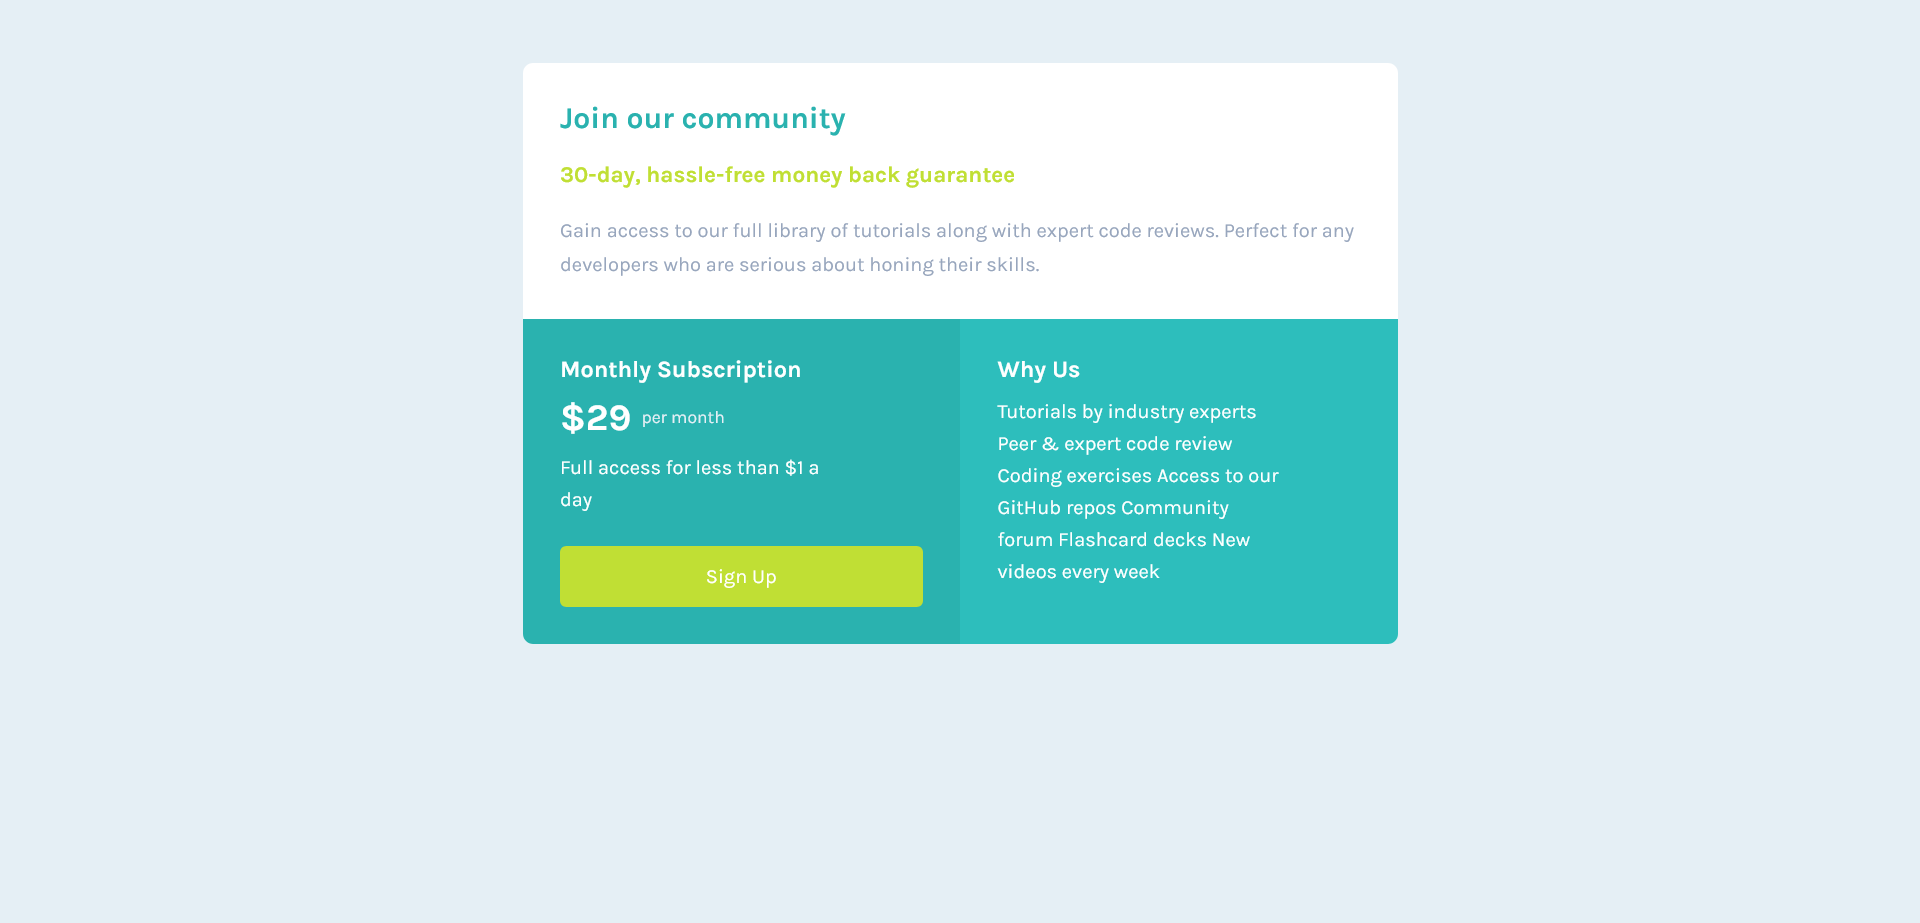 Join our community
30-day, hassle-free money back guarantee
Gain access to our full library of tutorials along with expert code reviews. Perfect for any
developers who are serious about honing their skills.
Monthly Subscription
$29 per month
Full access for less than $1 a
day
Sign Up
Why Us
Tutorials by industry experts
Peer & expert code review
Coding exercises Access to our
GitHub repos Community
forum Flashcard decks New
videos every week